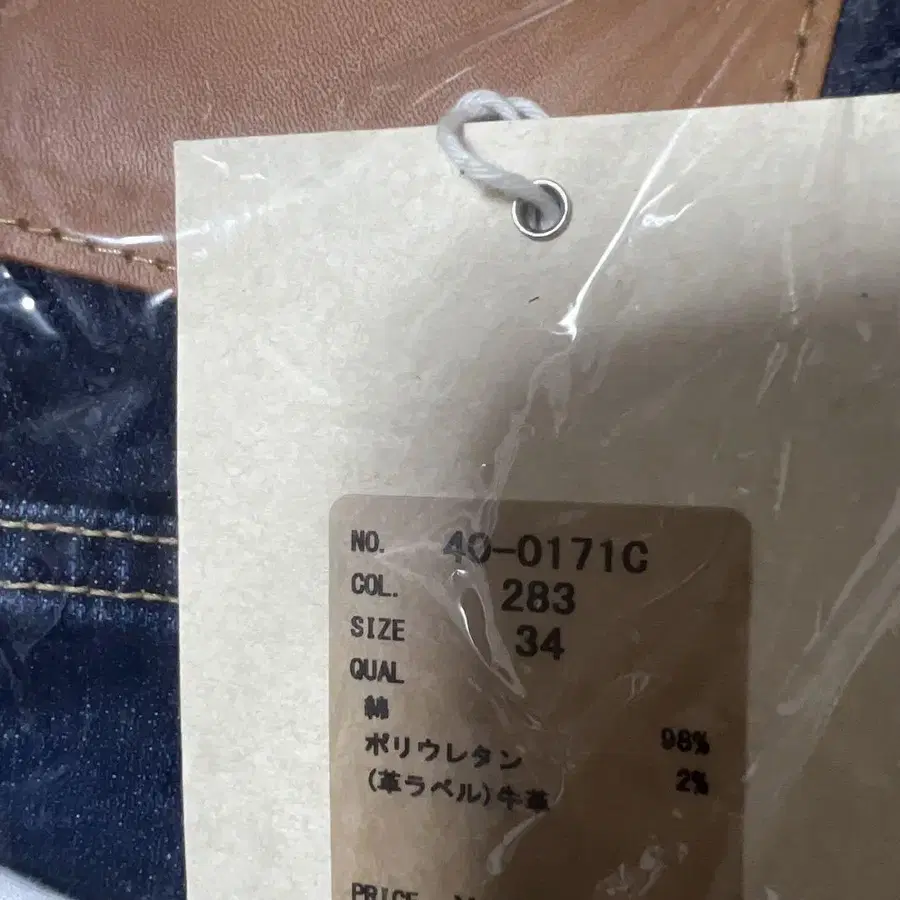 NO. 40-0171C
COL. 283
SIZE 34
QUAL
綿 98%
ポリウレタン 2%
(革ラベル)牛革
PRICE